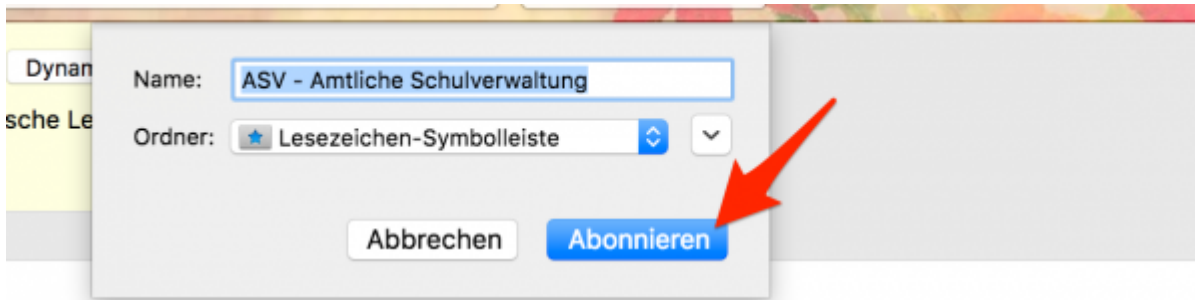 Dynam
Name: ASV - Amtliche Schulverwaltung
sche Le
Ordner: Lesezeichen-Symbolleiste
Abbrechen Abonnieren